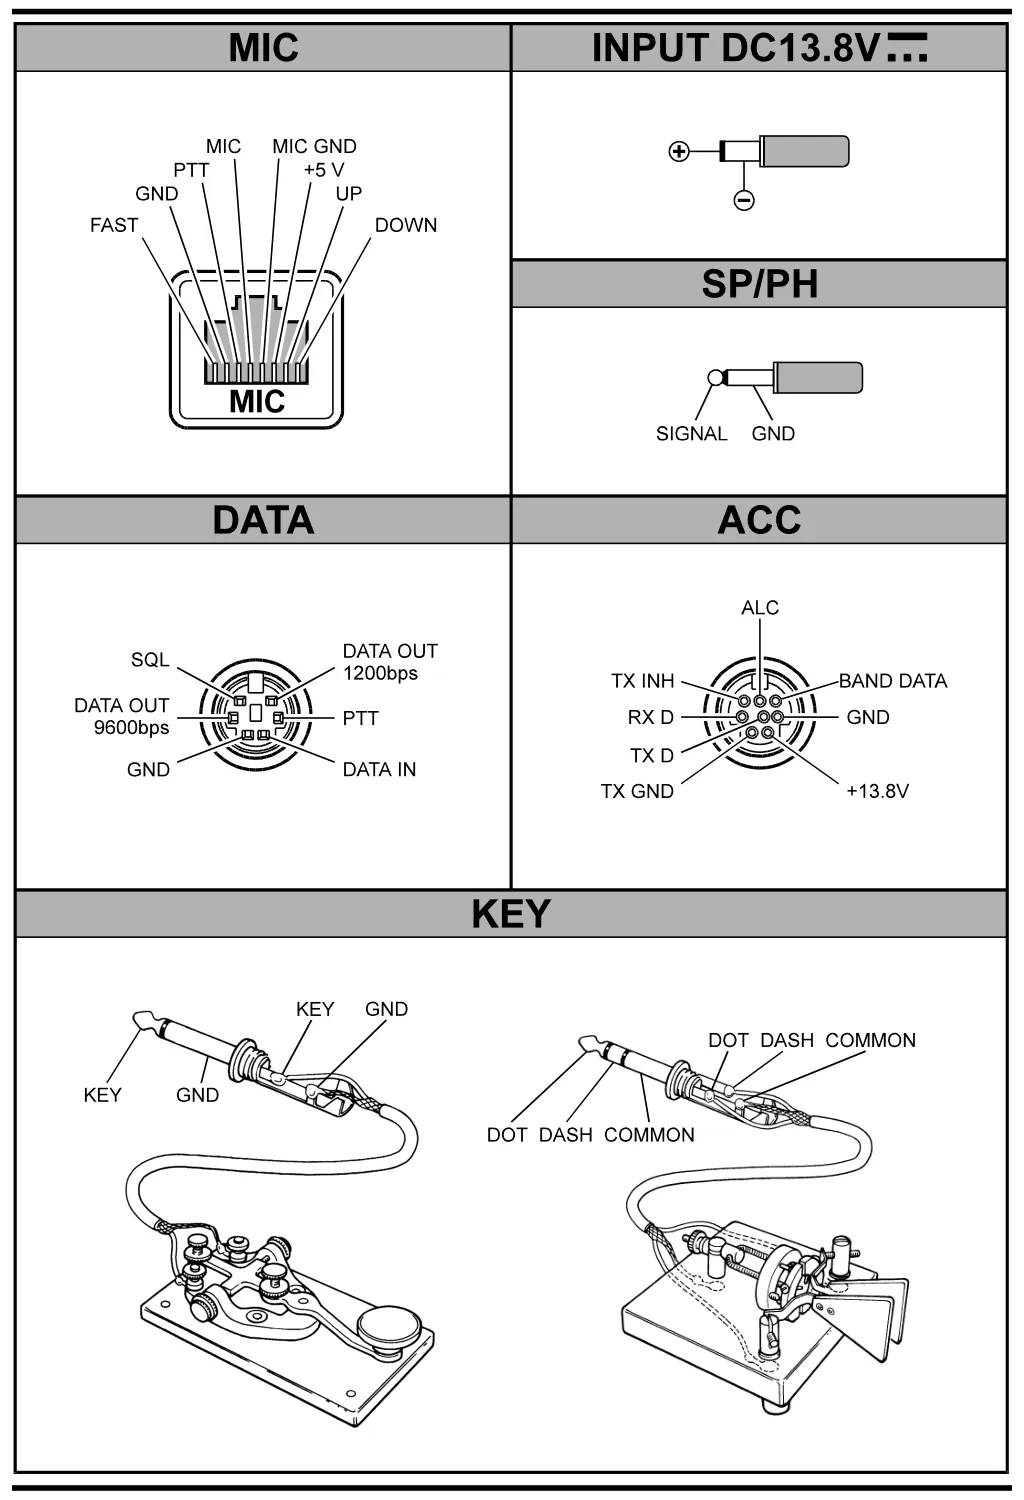 MIC
MIC MIC GND
PTT +5 V
GND UP
FAST DOWN
MIC
INPUT DC13.8V
+
−
SP/PH
SIGNAL GND
DATA
SQL
DATA OUT
1200bps
DATA OUT
9600bps
PTT
GND
DATA IN
ACC
ALC
TX INH
BAND DATA
RX D
GND
TX D
TX GND
+13.8V
KEY
KEY GND
KEY GND
DOT DASH COMMON
DOT DASH COMMON